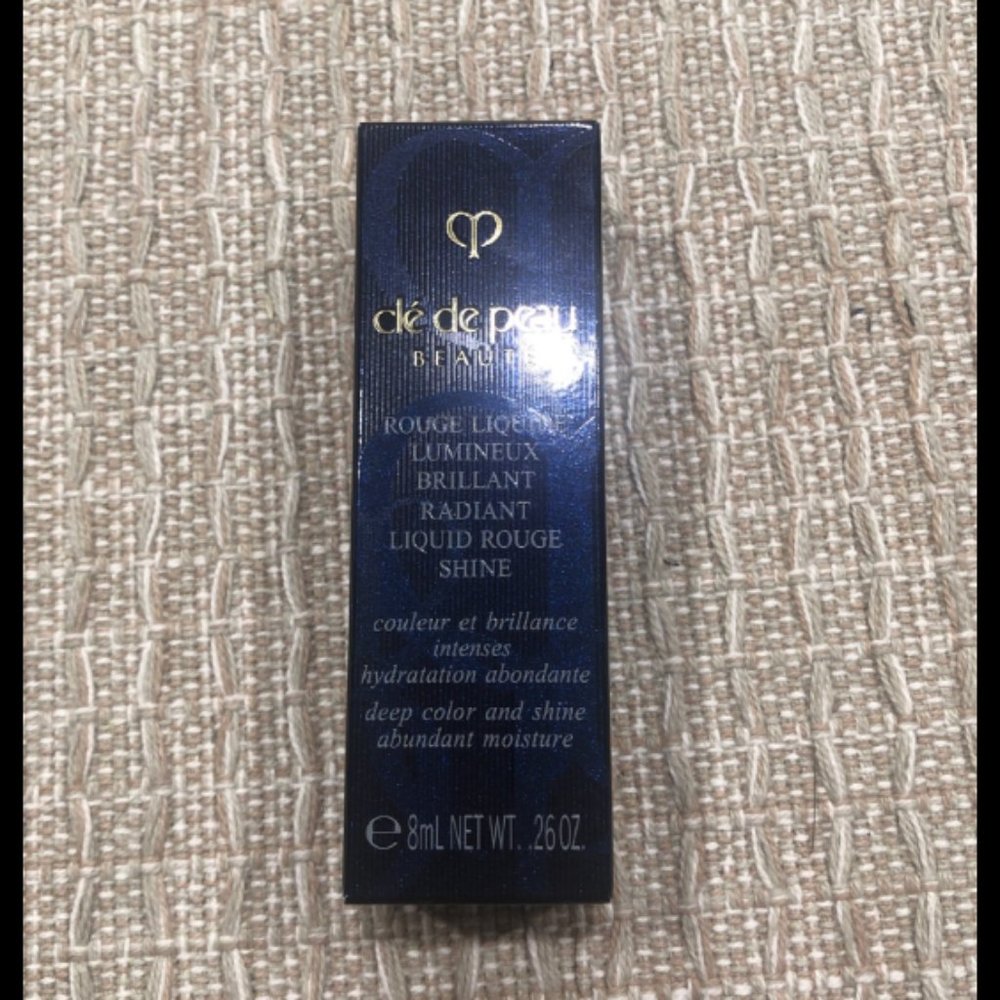 clé de peau
BEAUTÉ
ROUGE LIQUIDE
LUMINEUX
BRILLANT
RADIANT
LIQUID ROUGE
SHINE
couleur et brillance
intenses
hydratation abondante
deep color and shine
abundant moisture
℮ 8mL NET WT. .26 OZ.